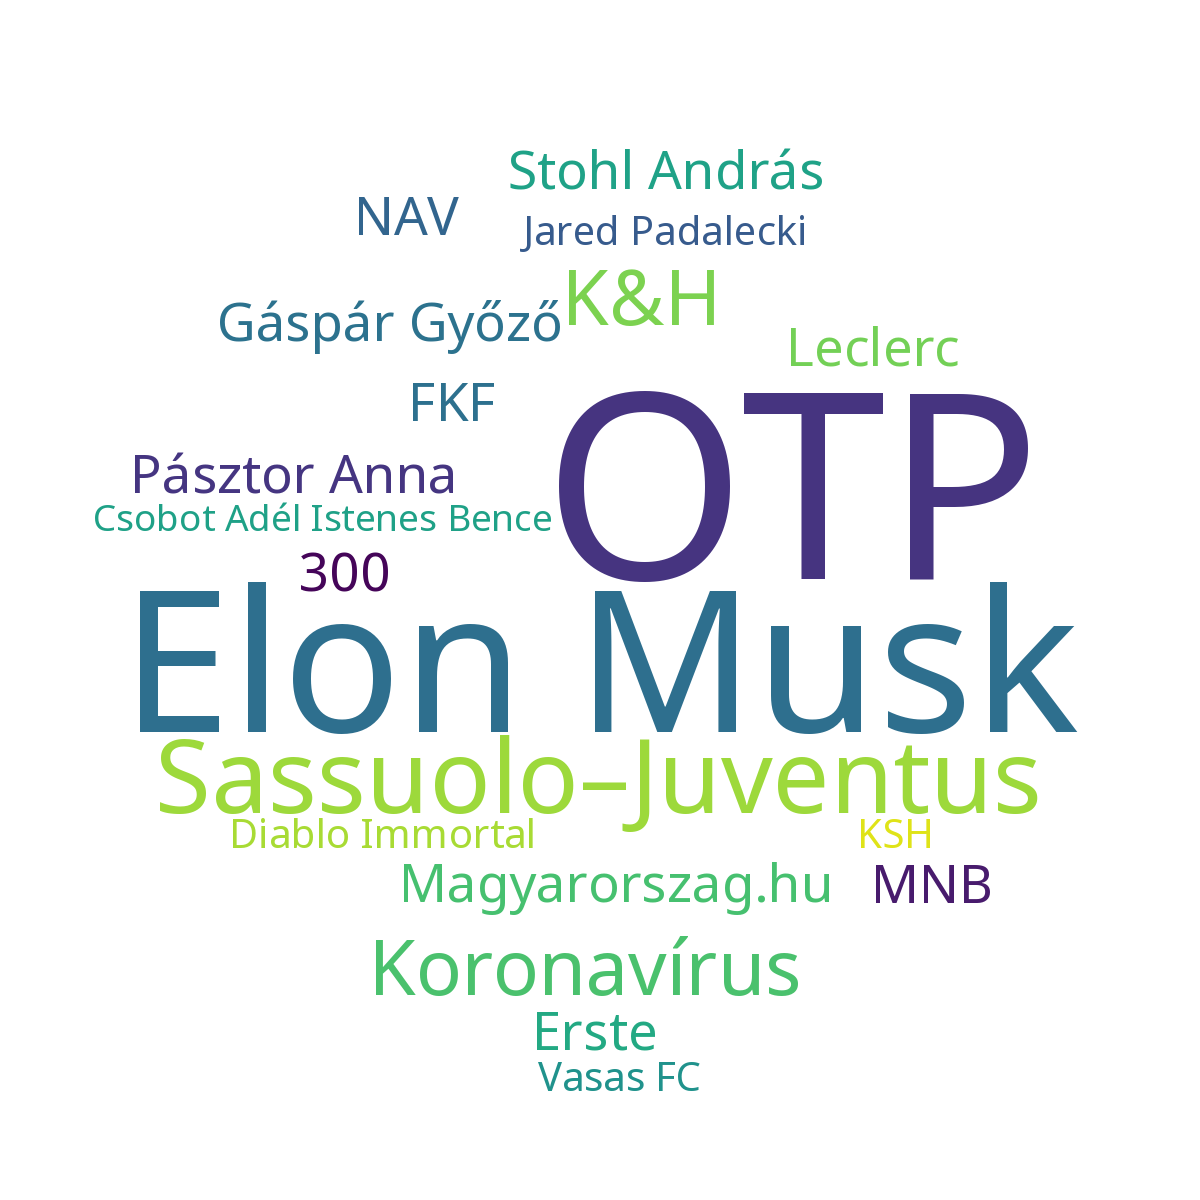 Stohl András
NAV
Jared Padalecki
K&H
Gáspár Győző
Leclerc
FKF
OTP
Pásztor Anna
Csobot Adél Istenes Bence
300
Elon Musk
Sassuolo–Juventus
Diablo Immortal
KSH
Magyarorszag.hu
MNB
Koronavírus
Erste
Vasas FC